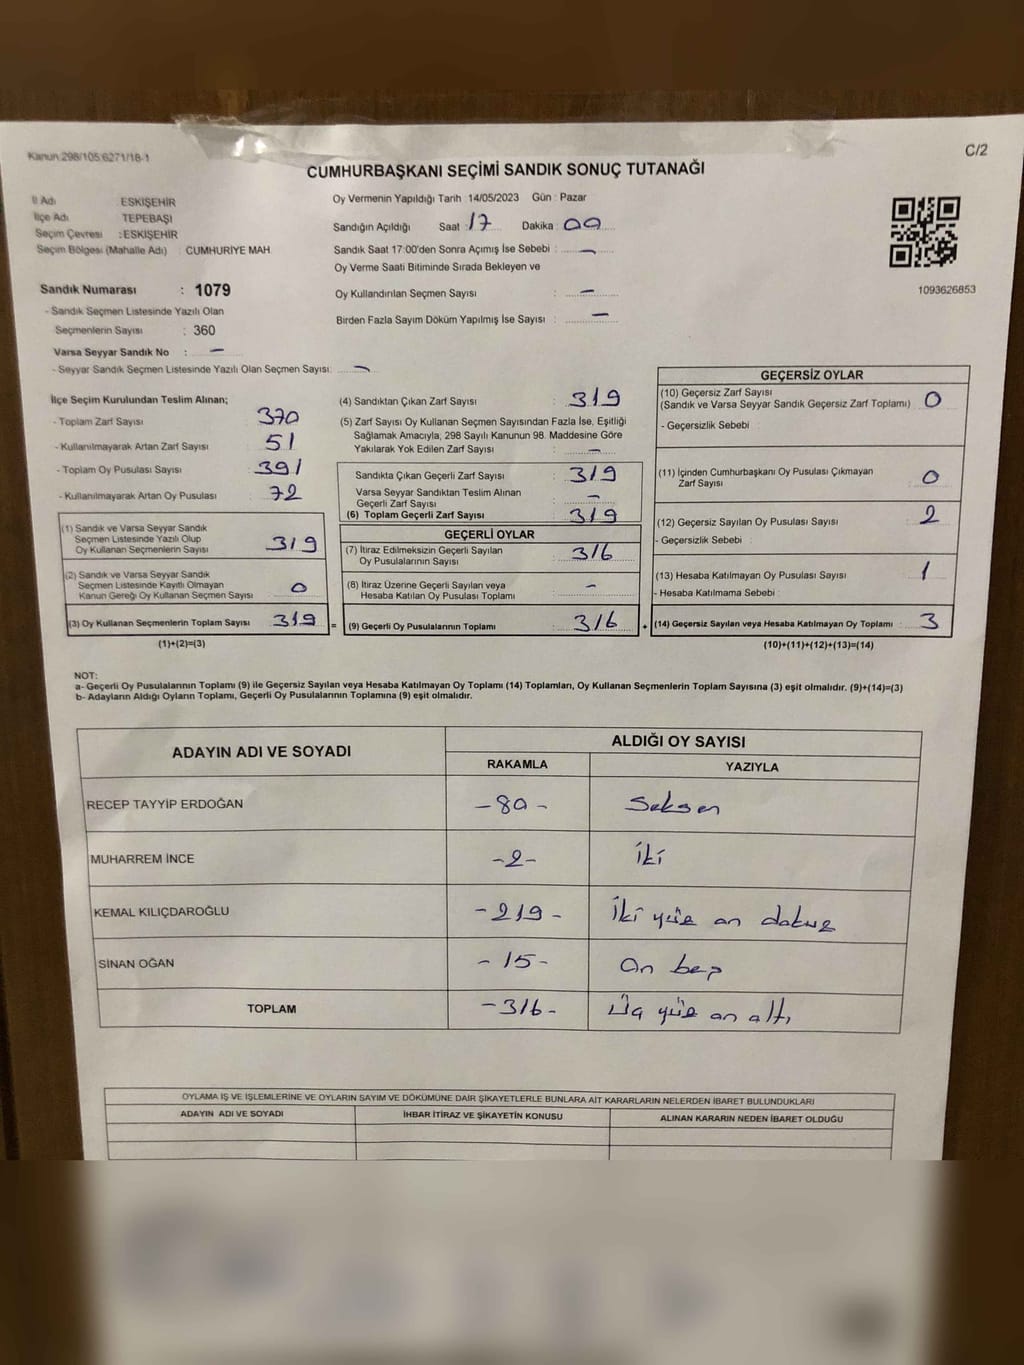 Kanun:298/105;6271/18-1
C/2
CUMHURBAŞKANI SEÇİMİ SANDIK SONUÇ TUTANAĞI
İl Adı ESKİŞEHİR
İlçe Adı TEPEBAŞI
Seçim Çevresi : ESKİŞEHİR
Seçim Bölgesi (Mahalle Adı) : CUMHURIYE MAH.
Oy Vermenin Yapıldığı Tarih : 14/05/2023 Gün : Pazar
Sandığın Açıldığı Saat : 17 Dakika : 00
Sandık Saat 17:00'den Sonra Açımış İse Sebebi : -
Oy Verme Saati Bitiminde Sırada Bekleyen ve
Oy Kullandırılan Seçmen Sayısı : -
Birden Fazla Sayım Döküm Yapılmış İse Sayısı : -
1093626853
Sandık Numarası : 1079
- Sandık Seçmen Listesinde Yazılı Olan
Seçmenlerin Sayısı : 360
Varsa Seyyar Sandık No : -
- Seyyar Sandık Seçmen Listesinde Yazılı Olan Seçmen Sayısı: -
İlçe Seçim Kurulundan Teslim Alınan;
- Toplam Zarf Sayısı : 370
- Kullanılmayarak Artan Zarf Sayısı : 51
- Toplam Oy Pusulası Sayısı : 391
- Kullanılmayarak Artan Oy Pusulası : 72
(1) Sandık ve Varsa Seyyar Sandık
Seçmen Listesinde Yazılı Olup
Oy Kullanan Seçmenlerin Sayısı : 319
(2) Sandık ve Varsa Seyyar Sandık
Seçmen Listesinde Kayıtlı Olmayan
Kanun Gereği Oy Kullanan Seçmen Sayısı : 0
(3) Oy Kullanan Seçmenlerin Toplam Sayısı : 319
(1)+(2)=(3)
(4) Sandıktan Çıkan Zarf Sayısı : 319
(5) Zarf Sayısı Oy Kullanan Seçmen Sayısından Fazla İse, Eşitliği
Sağlamak Amacıyla, 298 Sayılı Kanunun 98. Maddesine Göre
Yakılarak Yok Edilen Zarf Sayısı : -
Sandıkta Çıkan Geçerli Zarf Sayısı : 319
Varsa Seyyar Sandıktan Teslim Alınan
Geçerli Zarf Sayısı : -
(6) Toplam Geçerli Zarf Sayısı : 319
GEÇERLİ OYLAR
(7) İtiraz Edilmeksizin Geçerli Sayılan
Oy Pusulalarının Sayısı : 316
(8) İtiraz Üzerine Geçerli Sayılan veya
Hesaba Katılan Oy Pusulası Toplamı : -
= (9) Geçerli Oy Pusulalarının Toplamı : 316
GEÇERSİZ OYLAR
(10) Geçersiz Zarf Sayısı
(Sandık ve Varsa Seyyar Sandık Geçersiz Zarf Toplamı) : 0
- Geçersizlik Sebebi :
(11) İçinden Cumhurbaşkanı Oy Pusulası Çıkmayan
Zarf Sayısı : 0
(12) Geçersiz Sayılan Oy Pusulası Sayısı : 2
- Geçersizlik Sebebi :
(13) Hesaba Katılmayan Oy Pusulası Sayısı : 1
- Hesaba Katılmama Sebebi :
+ (14) Geçersiz Sayılan veya Hesaba Katılmayan Oy Toplamı : 3
(10)+(11)+(12)+(13)=(14)
NOT:
a- Geçerli Oy Pusulalarının Toplamı (9) ile Geçersiz Sayılan veya Hesaba Katılmayan Oy Toplamı (14) Toplamları, Oy Kullanan Seçmenlerin Toplam Sayısına (3) eşit olmalıdır. (9)+(14)=(3)
b- Adayların Aldığı Oyların Toplamı, Geçerli Oy Pusulalarının Toplamına (9) eşit olmalıdır.
ADAYIN ADI VE SOYADI ALDIĞI OY SAYISI
RAKAMLA YAZIYLA
RECEP TAYYİP ERDOĞAN -80- Seksen
MUHARREM İNCE -2- İki
KEMAL KILIÇDAROĞLU -219- İki yüz on dokuz
SİNAN OĞAN -15- On beş
TOPLAM -316- Üç yüz on altı
OYLAMA İŞ VE İŞLEMLERİNE VE OYLARIN SAYIM VE DÖKÜMÜNE DAİR ŞİKAYETLERLE BUNLARA AİT KARARLARIN NELERDEN İBARET BULUNDUKLARI
ADAYIN ADI VE SOYADI İHBAR İTİRAZ VE ŞİKAYETİN KONUSU ALINAN KARARIN NEDEN İBARET OLDUĞU